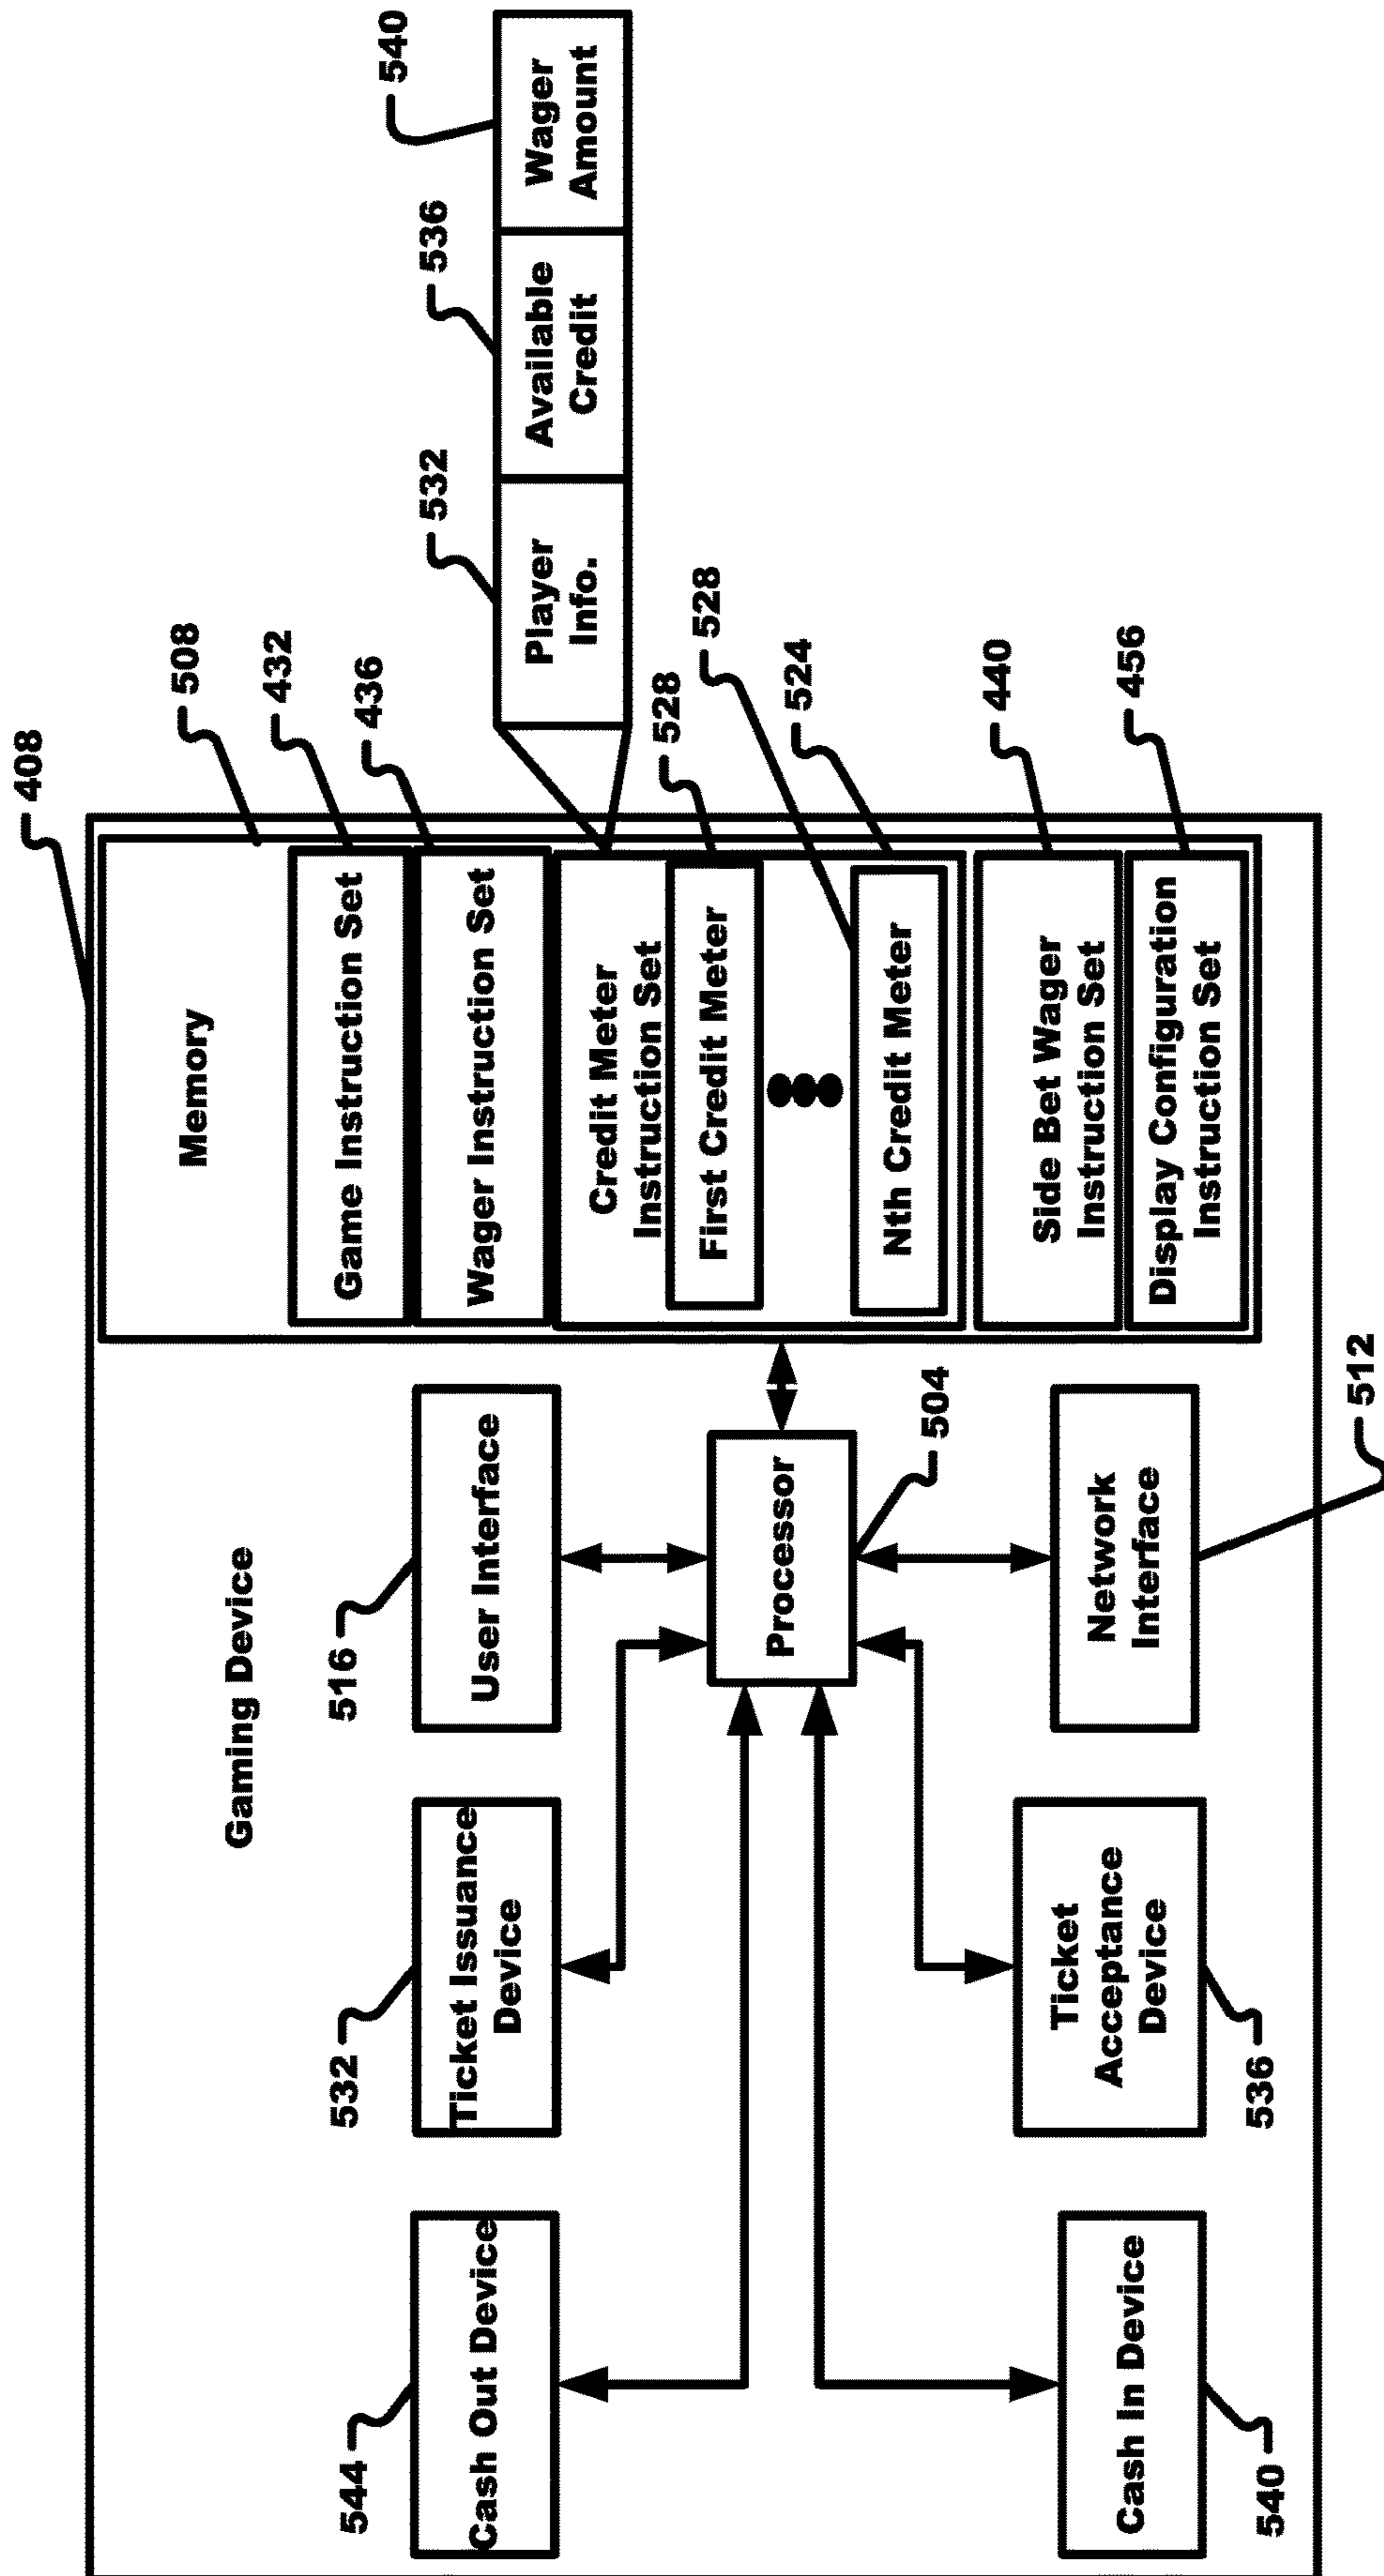 408
508
432
436
Gaming Device
Memory
Game Instruction Set
Wager Instruction Set
Credit Meter
Instruction Set
First Credit Meter
528
Nth Credit Meter
528
524
Side Bet Wager
Instruction Set
440
Display Configuration
Instruction Set
456
532
536
540
Player
Info.
Available
Credit
Wager
Amount
544
Cash Out Device
532
Ticket Issuance
Device
516
User Interface
Processor
504
Cash In Device
540
Ticket
Acceptance
Device
536
Network
Interface
512